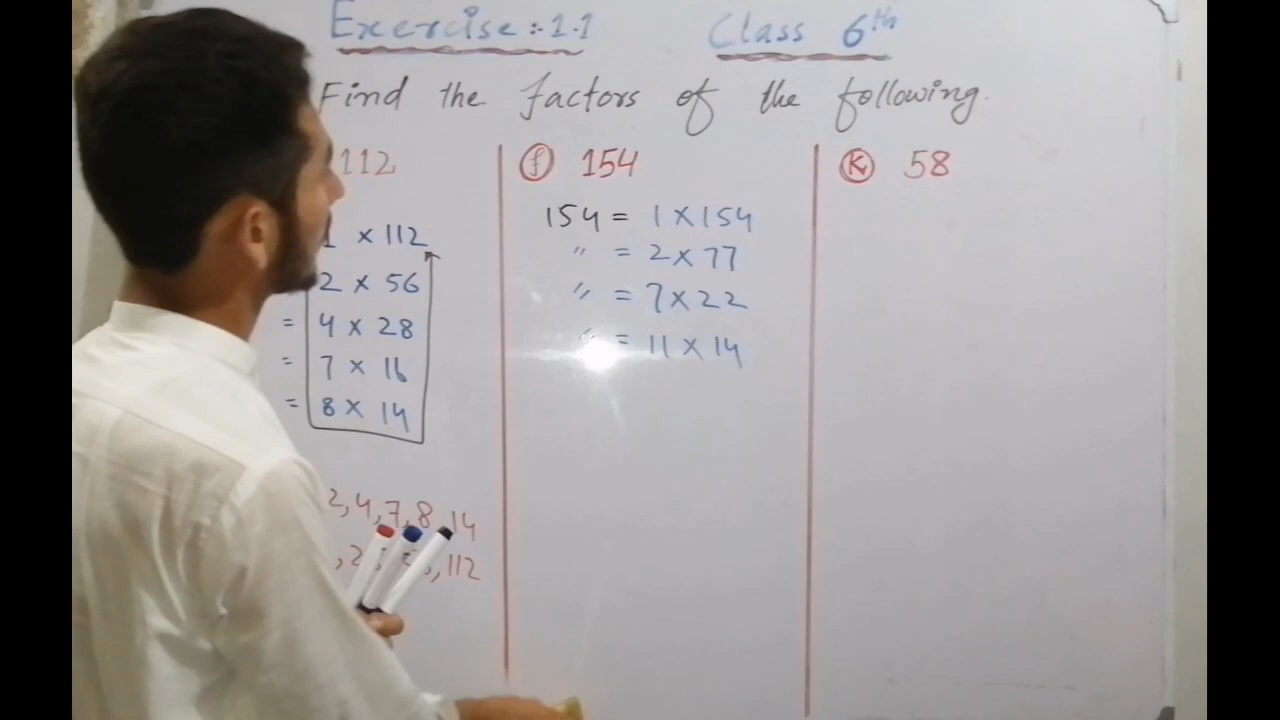 Exercise :- 1.1 Class 6th
Find the factors of the following.
112
1 × 112
2 × 56
= 4 × 28
= 7 × 16
= 8 × 14
2, 4, 7, 8, 14
, 112
(f) 154
154 = 1 × 154
" = 2 × 77
" = 7 × 22
" = 11 × 14
(K) 58